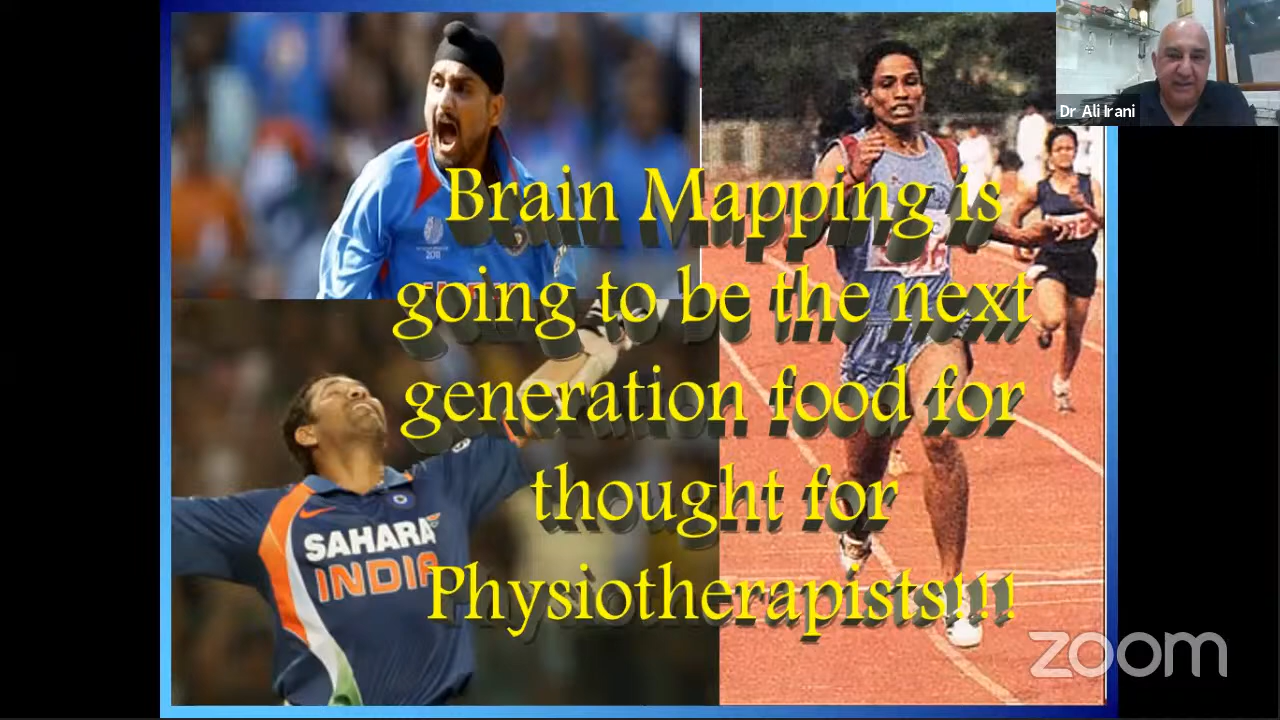 Dr Ali Irani
Brain Mapping is
going to be the next
generation food for
thought for
Physiotherapists!!!
2011
SAHARA
INDIA
zoom